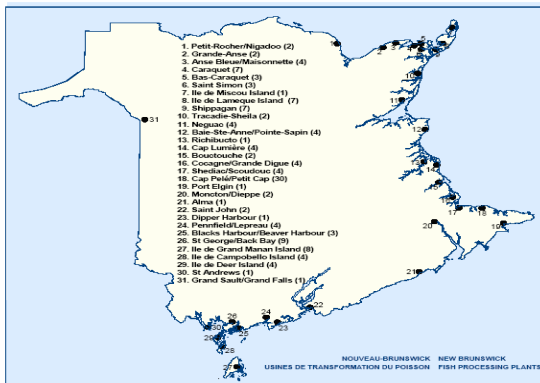 1. Petit-Rocher/Nigadoo (2)
2. Grande-Anse (2)
3. Anse Bleue/Maisonnette (4)
4. Caraquet (7)
5. Bas-Caraquet (3)
6. Saint Simon (3)
7. Ile de Miscou Island (1)
8. Ile de Lameque Island (7)
9. Shippagan (7)
10. Tracadie-Sheila (2)
11. Neguac (4)
12. Baie-Ste-Anne/Pointe-Sapin (4)
13. Richibucto (1)
14. Cap Lumière (4)
15. Bouctouche (2)
16. Cocagne/Grande Digue (4)
17. Shediac/Scoudouc (4)
18. Cap Pelé/Petit Cap (30)
19. Port Elgin (1)
20. Moncton/Dieppe (2)
21. Alma (1)
22. Saint John (2)
23. Dipper Harbour (1)
24. Pennfield/Lepreau (4)
25. Blacks Harbour/Beaver Harbour (3)
26. St George/Back Bay (9)
27. Ile de Grand Manan Island (8)
28. Ile de Campobello Island (4)
29. Ile de Deer Island (4)
30. St Andrews (1)
31. Grand Sault/Grand Falls (1)
1
2
3
4
5
10
11
12
13
14
15
17
18
19
20
21
22
23
24
25
26
27
28
29
30
31
NOUVEAU-BRUNSWICK NEW BRUNSWICK
USINES DE TRANSFORMATION DU POISSON FISH PROCESSING PLANTS